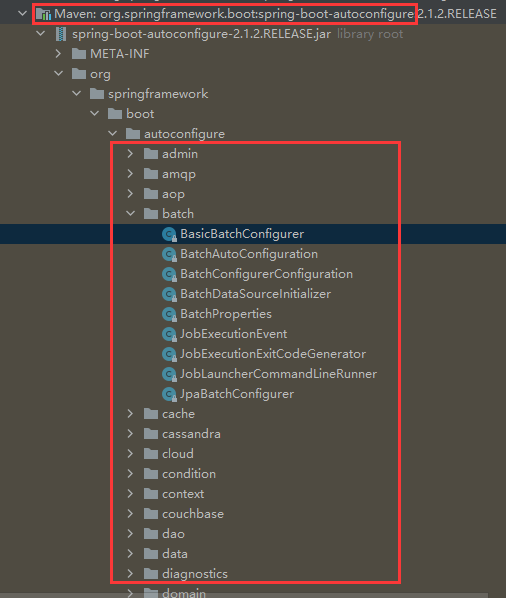 Maven: org.springframework.boot:spring-boot-autoconfigure:2.1.2.RELEASE
spring-boot-autoconfigure-2.1.2.RELEASE.jar library root
META-INF
org
springframework
boot
autoconfigure
admin
amqp
aop
batch
BasicBatchConfigurer
BatchAutoConfiguration
BatchConfigurerConfiguration
BatchDataSourceInitializer
BatchProperties
JobExecutionEvent
JobExecutionExitCodeGenerator
JobLauncherCommandLineRunner
JpaBatchConfigurer
cache
cassandra
cloud
condition
context
couchbase
dao
data
diagnostics
domain